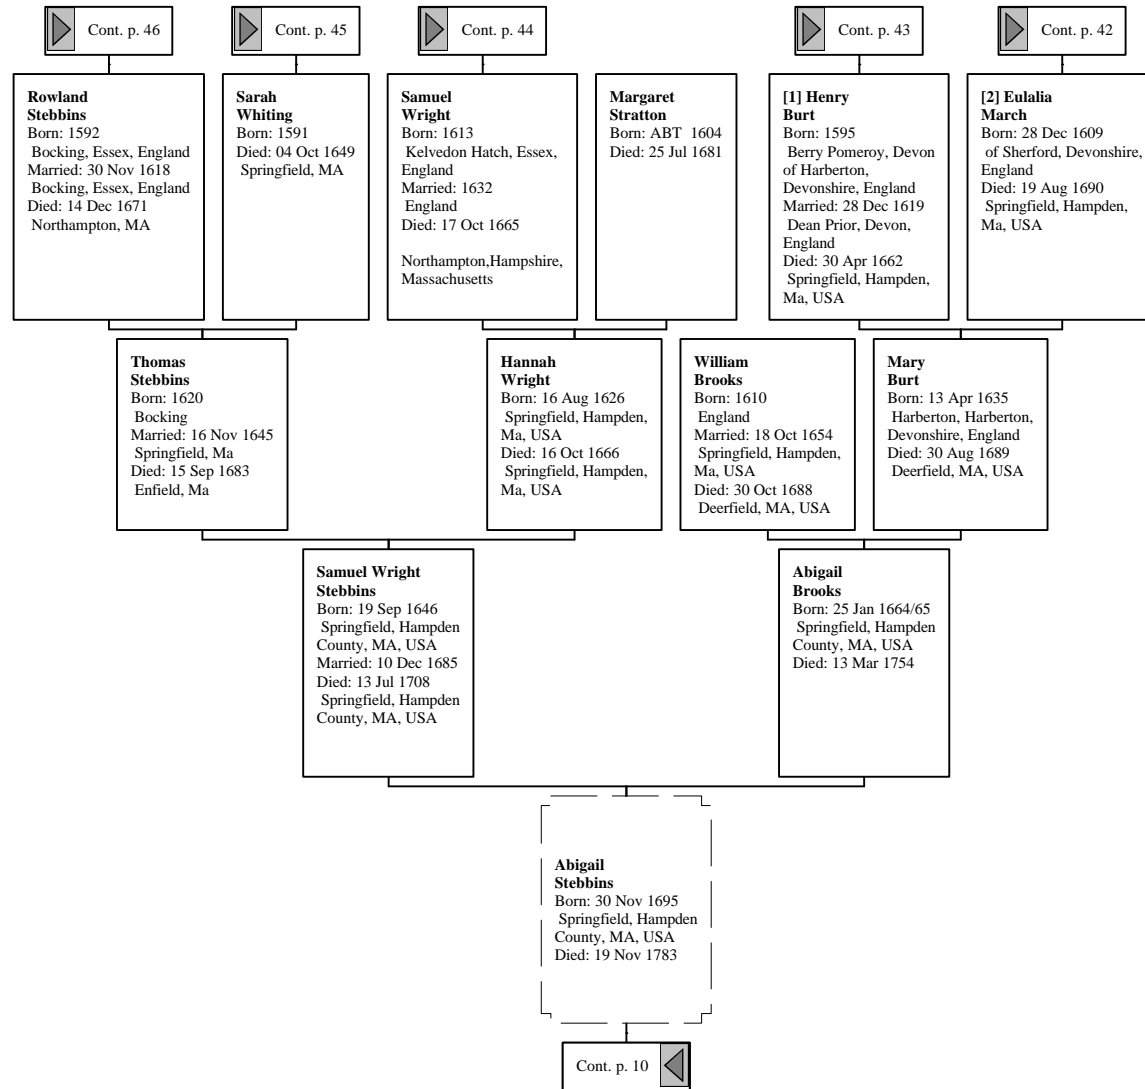 Cont. p. 46
Cont. p. 45
Cont. p. 44
Cont. p. 43
Cont. p. 42
Rowland
Stebbins
Born: 1592
Bocking, Essex, England
Married: 30 Nov 1618
Bocking, Essex, England
Died: 14 Dec 1671
Northampton, MA
Sarah
Whiting
Born: 1591
Died: 04 Oct 1649
Springfield, MA
Samuel
Wright
Born: 1613
Kelvedon Hatch, Essex,
England
Married: 1632
England
Died: 17 Oct 1665
Northampton,Hampshire,
Massachusetts
Margaret
Stratton
Born: ABT 1604
Died: 25 Jul 1681
[1] Henry
Burt
Born: 1595
Berry Pomeroy, Devon
of Harberton,
Devonshire, England
Married: 28 Dec 1619
Dean Prior, Devon,
England
Died: 30 Apr 1662
Springfield, Hampden,
Ma, USA
[2] Eulalia
March
Born: 28 Dec 1609
of Sherford, Devonshire,
England
Died: 19 Aug 1690
Springfield, Hampden,
Ma, USA
Thomas
Stebbins
Born: 1620
Bocking
Married: 16 Nov 1645
Springfield, Ma
Died: 15 Sep 1683
Enfield, Ma
Hannah
Wright
Born: 16 Aug 1626
Springfield, Hampden,
Ma, USA
Died: 16 Oct 1666
Springfield, Hampden,
Ma, USA
William
Brooks
Born: 1610
England
Married: 18 Oct 1654
Springfield, Hampden,
Ma, USA
Died: 30 Oct 1688
Deerfield, MA, USA
Mary
Burt
Born: 13 Apr 1635
Harberton, Harberton,
Devonshire, England
Died: 30 Aug 1689
Deerfield, MA, USA
Samuel Wright
Stebbins
Born: 19 Sep 1646
Springfield, Hampden
County, MA, USA
Married: 10 Dec 1685
Died: 13 Jul 1708
Springfield, Hampden
County, MA, USA
Abigail
Brooks
Born: 25 Jan 1664/65
Springfield, Hampden
County, MA, USA
Died: 13 Mar 1754
Abigail
Stebbins
Born: 30 Nov 1695
Springfield, Hampden
County, MA, USA
Died: 19 Nov 1783
Cont. p. 10